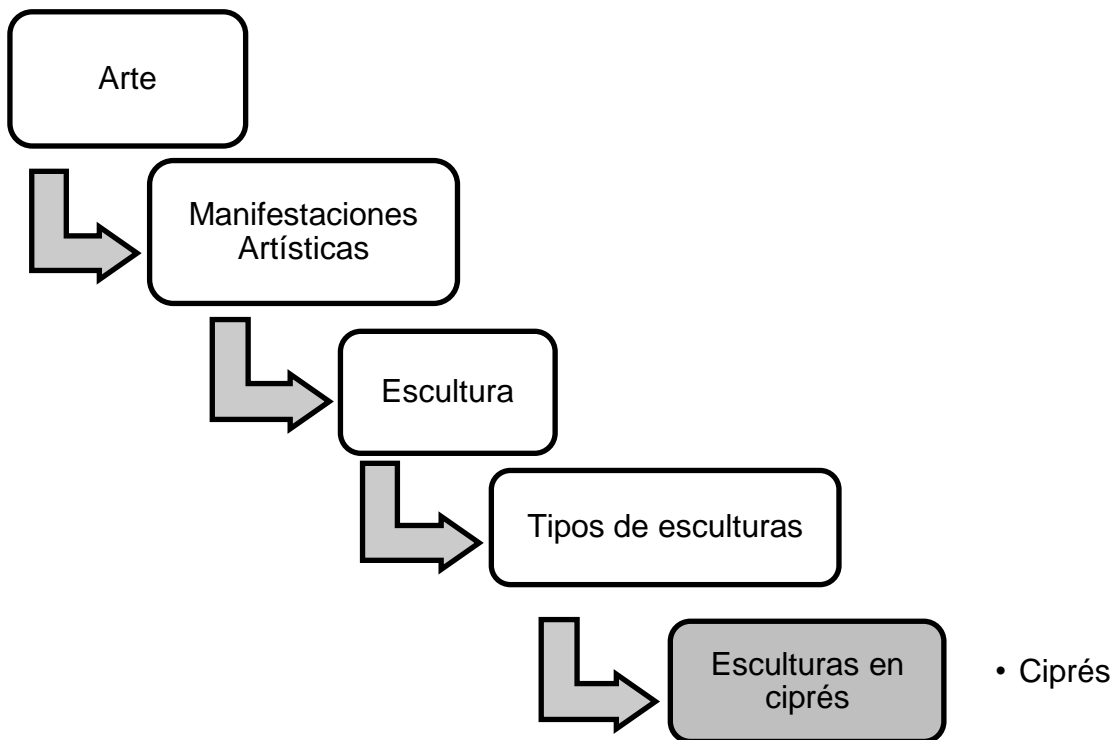 Arte
Manifestaciones
Artísticas
Escultura
Tipos de esculturas
Esculturas en
ciprés
• Ciprés